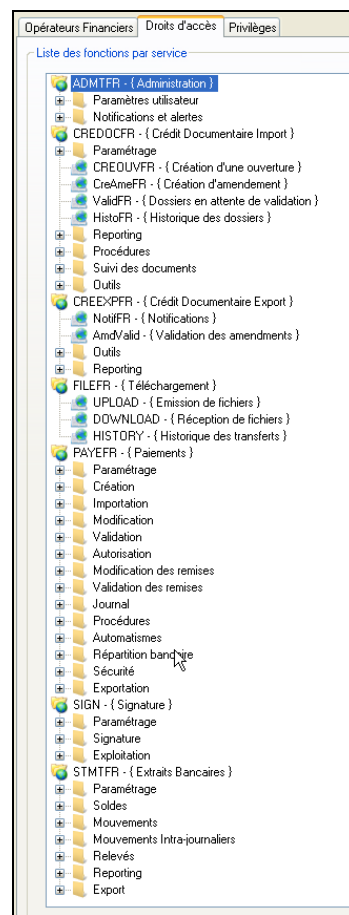 Opérateurs Financiers Droits d'accès Privilèges
Liste des fonctions par service
ADMTFR - { Administration }
Paramètres utilisateur
Notifications et alertes
CREDOCFR - { Crédit Documentaire Import }
Paramétrage
CREOUVFR - { Création d'une ouverture }
CreAmeFR - { Création d'amendement }
ValidFR - { Dossiers en attente de validation }
HistoFR - { Historique des dossiers }
Reporting
Procédures
Suivi des documents
Outils
CREEXPFR - { Crédit Documentaire Export }
NotifFR - { Notifications }
AmdValid - { Validation des amendments }
Outils
Reporting
FILEFR - { Téléchargement }
UPLOAD - { Emission de fichiers }
DOWNLOAD - { Réception de fichiers }
HISTORY - { Historique des transferts }
PAYEFR - { Paiements }
Paramétrage
Création
Importation
Modification
Validation
Autorisation
Modification des remises
Validation des remises
Journal
Procédures
Automatismes
Répartition bancaire
Sécurité
Exportation
SIGN - { Signature }
Paramétrage
Signature
Exploitation
STMTFR - { Extraits Bancaires }
Paramétrage
Soldes
Mouvements
Mouvements Intra-journaliers
Relevés
Reporting
Export